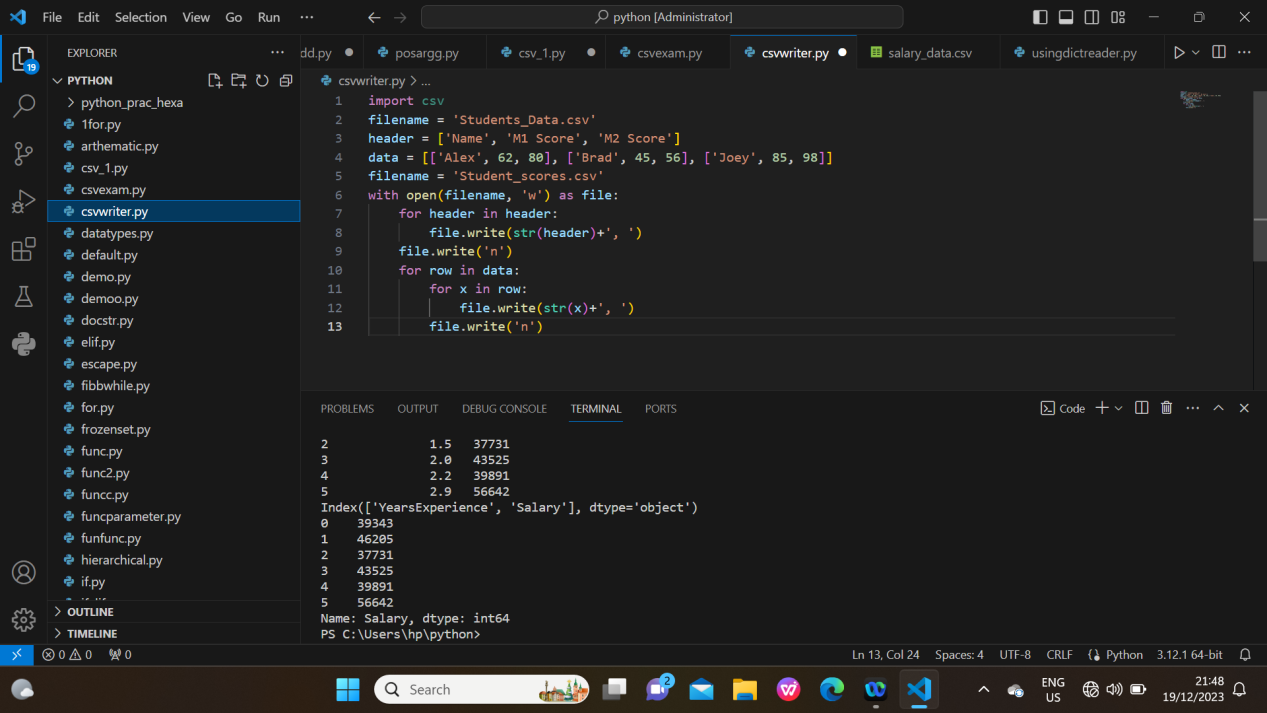 File Edit Selection View Go Run ··· python [Administrator]
EXPLORER ···
dd.py posargg.py csv_1.py csvexam.py csvwriter.py salary_data.csv usingdictreader.py ···
PYTHON
python_prac_hexa
1for.py
arthematic.py
csv_1.py
csvexam.py
csvwriter.py
datatypes.py
default.py
demo.py
demoo.py
docstr.py
elif.py
escape.py
fibbwhile.py
for.py
frozenset.py
func.py
func2.py
funcc.py
funcparameter.py
funfunc.py
hierarchical.py
if.py
OUTLINE
TIMELINE
19
csvwriter.py > ...
1 import csv
2 filename = 'Students_Data.csv'
3 header = ['Name', 'M1 Score', 'M2 Score']
4 data = [['Alex', 62, 80], ['Brad', 45, 56], ['Joey', 85, 98]]
5 filename = 'Student_scores.csv'
6 with open(filename, 'w') as file:
7 for header in header:
8 file.write(str(header)+', ')
9 file.write('n')
10 for row in data:
11 for x in row:
12 file.write(str(x)+', ')
13 file.write('n')
PROBLEMS OUTPUT DEBUG CONSOLE TERMINAL PORTS Code ···
2 1.5 37731
3 2.0 43525
4 2.2 39891
5 2.9 56642
Index(['YearsExperience', 'Salary'], dtype='object')
0 39343
1 46205
2 37731
3 43525
4 39891
5 56642
Name: Salary, dtype: int64
PS C:\Users\hp\python>
0 0 0 Ln 13, Col 24 Spaces: 4 UTF-8 CRLF Python 3.12.1 64-bit
Search 2 ENG 21:48
US 19/12/2023